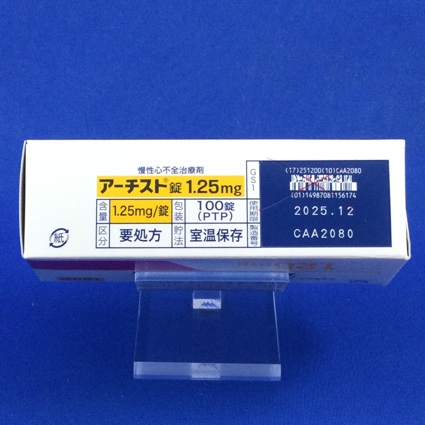 慢性心不全治療剤
アーチスト®錠 1.25mg
含量 1.25mg/錠 包装 100錠(PTP)
区分 要処方 貯法 室温保存
紙
GS1
(17)251200(10)CAA2080
(01)14987081156174
使用期限 2025.12
製造番号 CAA2080